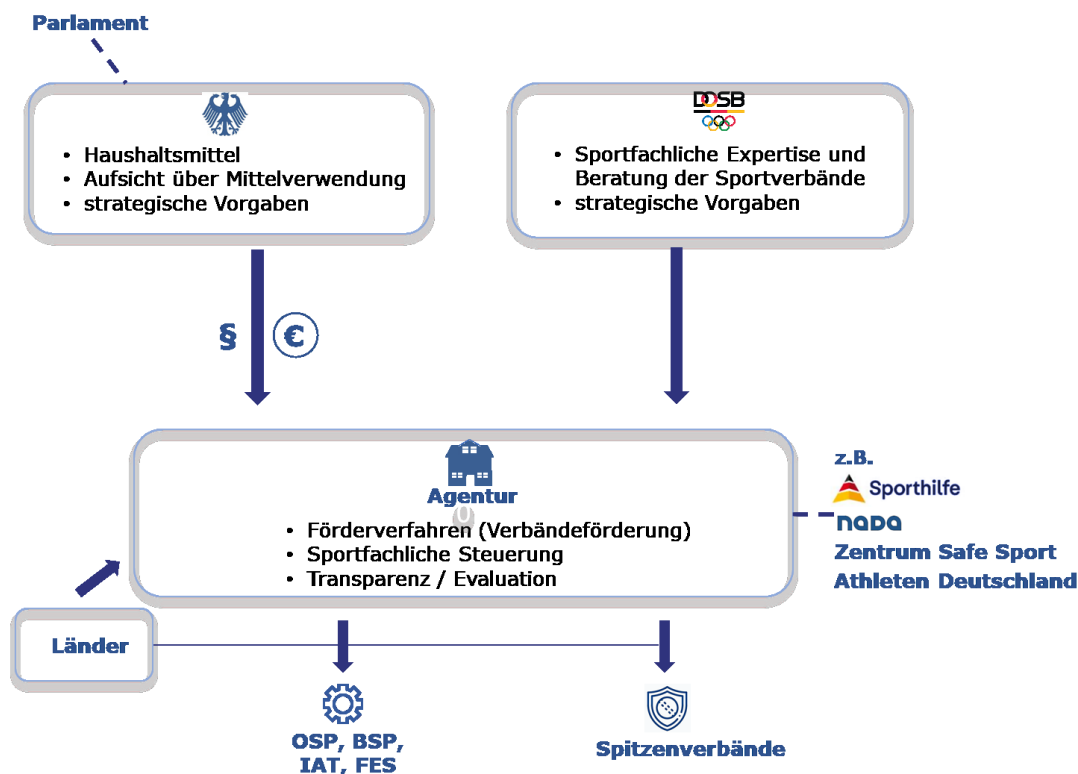 Parlament
• Haushaltsmittel
• Aufsicht über Mittelverwendung
• strategische Vorgaben
DOSB
• Sportfachliche Expertise und
Beratung der Sportverbände
• strategische Vorgaben
§ €
Agentur
• Förderverfahren (Verbändeförderung)
• Sportfachliche Steuerung
• Transparenz / Evaluation
z.B.
Sporthilfe
NADA
Zentrum Safe Sport
Athleten Deutschland
Länder
OSP, BSP,
IAT, FES
Spitzenverbände